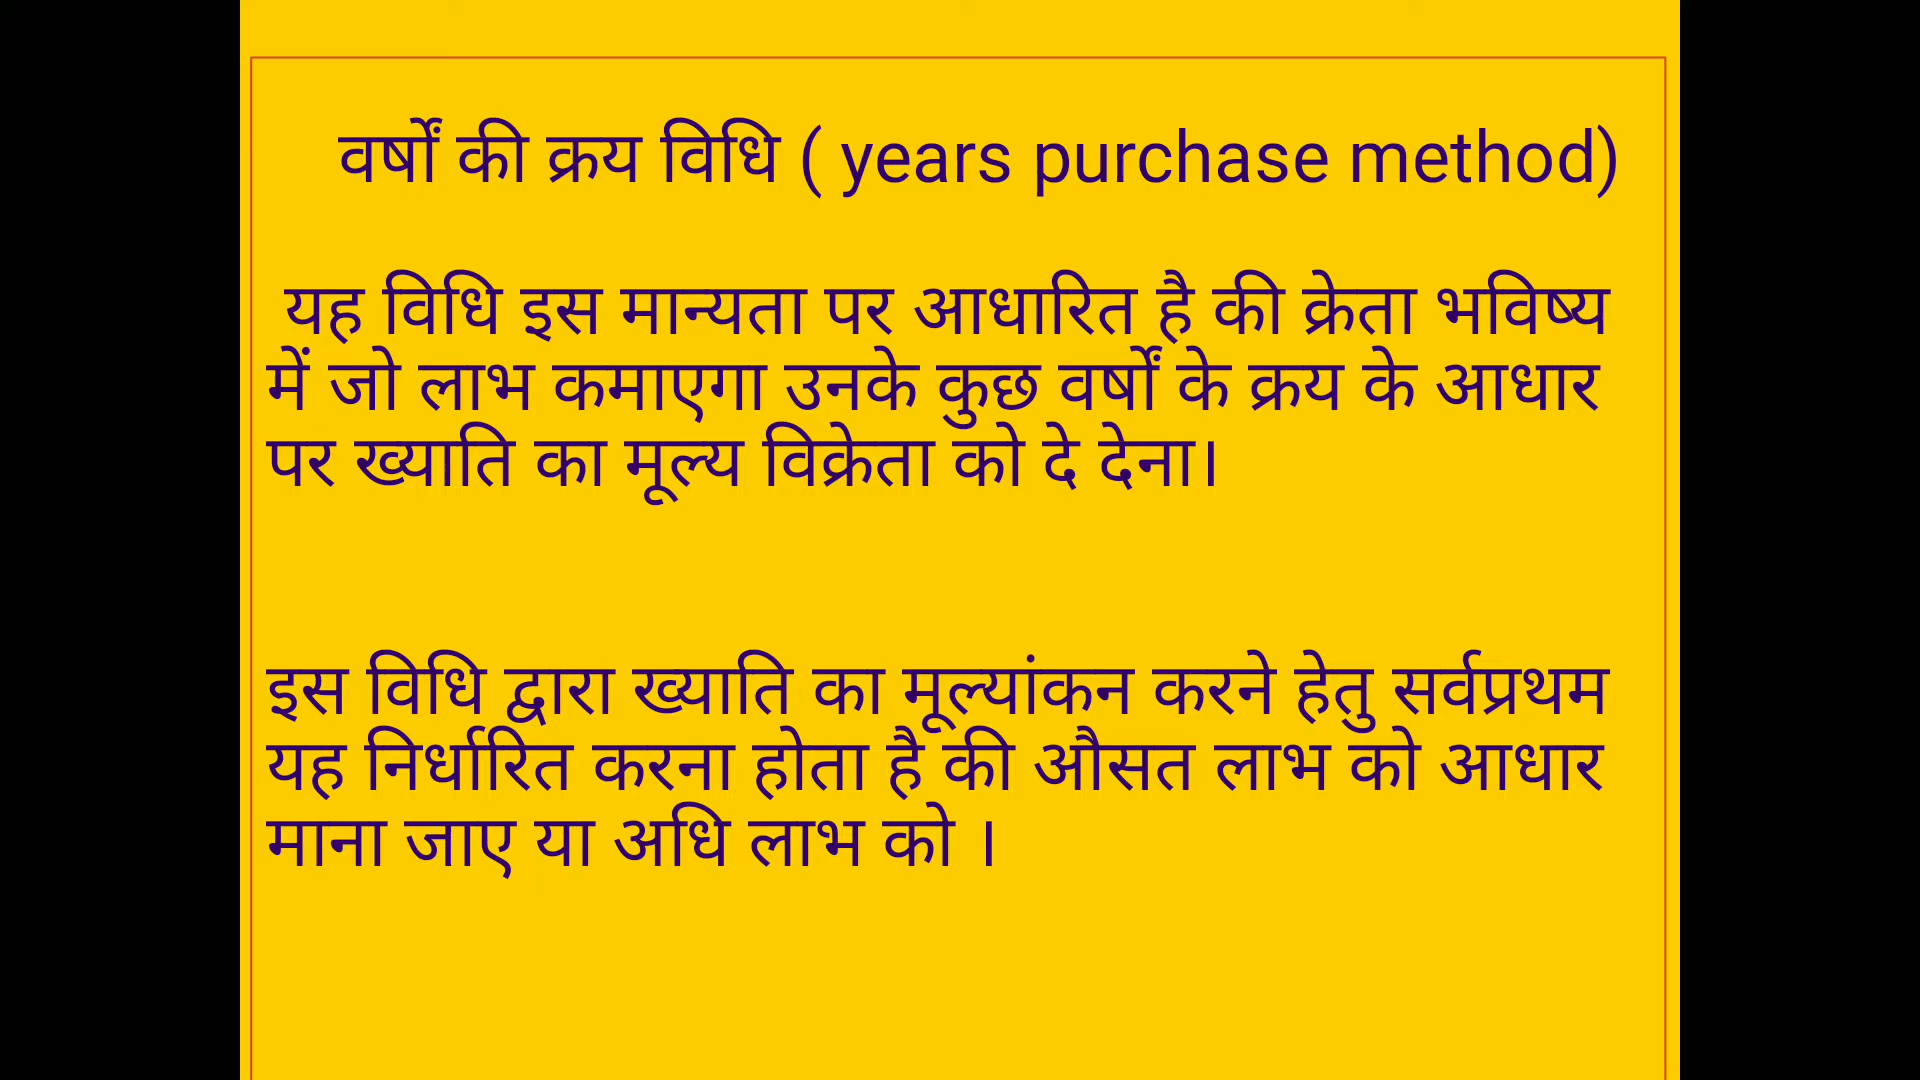 वर्षों की क्रय विधि ( years purchase method)
यह विधि इस मान्यता पर आधारित है की क्रेता भविष्य
में जो लाभ कमाएगा उनके कुछ वर्षों के क्रय के आधार
पर ख्याति का मूल्य विक्रेता को दे देना।
इस विधि द्वारा ख्याति का मूल्यांकन करने हेतु सर्वप्रथम
यह निर्धारित करना होता है की औसत लाभ को आधार
माना जाए या अधि लाभ को ।